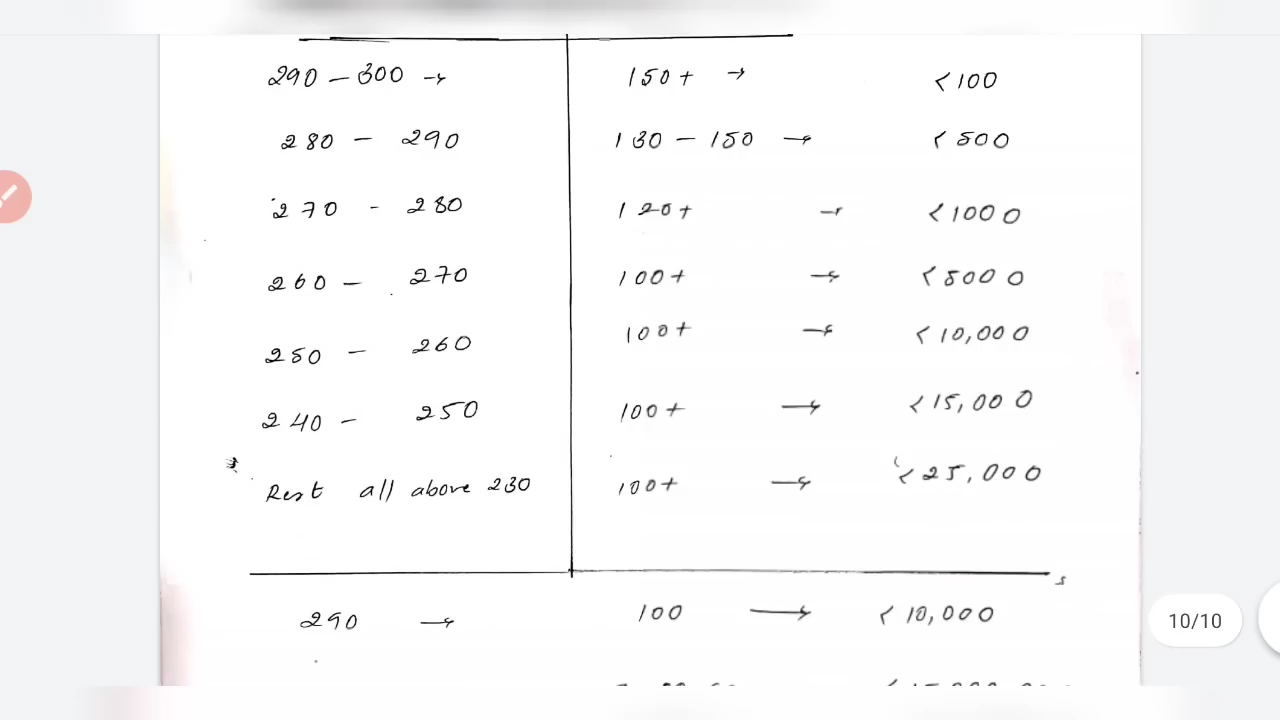 290 – 300 → 150+ → < 100
280 – 290 130 – 150 → < 500
270 - 280 120+ → < 1000
260 – 270 100+ → < 5000
250 – 260 100+ → < 10,000
240 – 250 100+ → < 15,000
Rest all above 230 100+ → < 25,000
290 → 100 → < 10,000
10/10